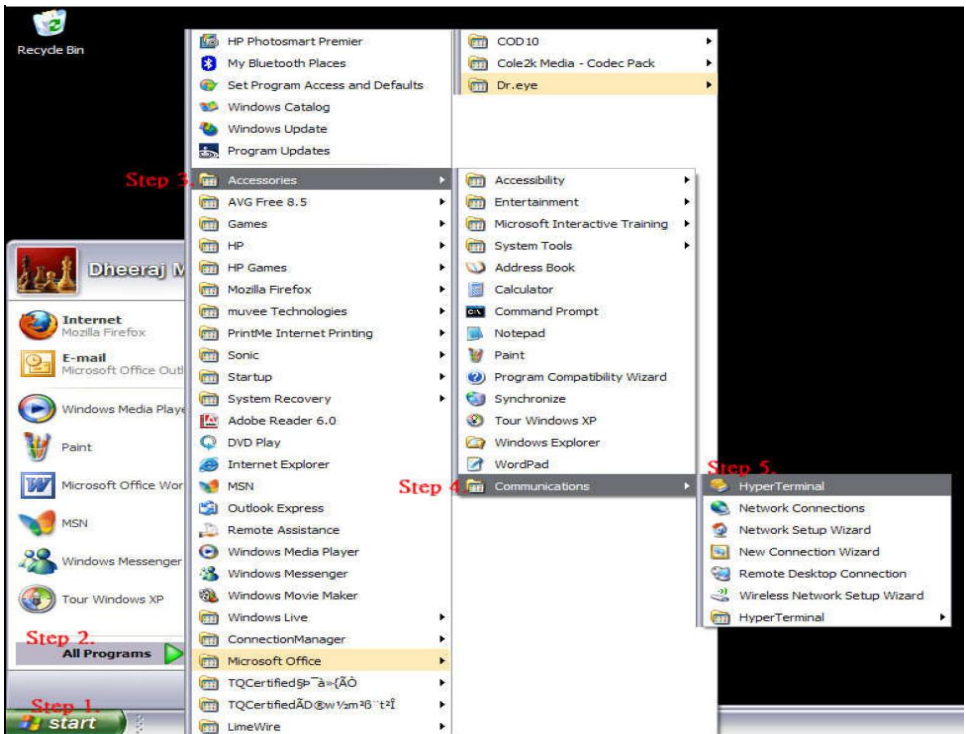 Recycle Bin
HP Photosmart Premier
My Bluetooth Places
Set Program Access and Defaults
Windows Catalog
Windows Update
Program Updates
Step 3.
Accessories
AVG Free 8.5
Games
HP
HP Games
Mozilla Firefox
muvee Technologies
PrintMe Internet Printing
Sonic
Startup
System Recovery
Adobe Reader 6.0
DVD Play
Internet Explorer
MSN
Outlook Express
Remote Assistance
Windows Media Player
Windows Messenger
Windows Movie Maker
Windows Live
ConnectionManager
Microsoft Office
TQCertified
TQCertified
LimeWire
COD10
Cole2k Media - Codec Pack
Dr.eye
Accessibility
Entertainment
Microsoft Interactive Training
System Tools
Address Book
Calculator
Command Prompt
Notepad
Paint
Program Compatibility Wizard
Synchronize
Tour Windows XP
Windows Explorer
WordPad
Step 4
Communications
Step 5.
HyperTerminal
Network Connections
Network Setup Wizard
New Connection Wizard
Remote Desktop Connection
Wireless Network Setup Wizard
HyperTerminal
Dheeraj M
Internet
Mozilla Firefox
E-mail
Microsoft Office Outl
Windows Media Playe
Paint
Microsoft Office Wor
MSN
Windows Messenger
Tour Windows XP
Step 2.
All Programs
Step 1.
start